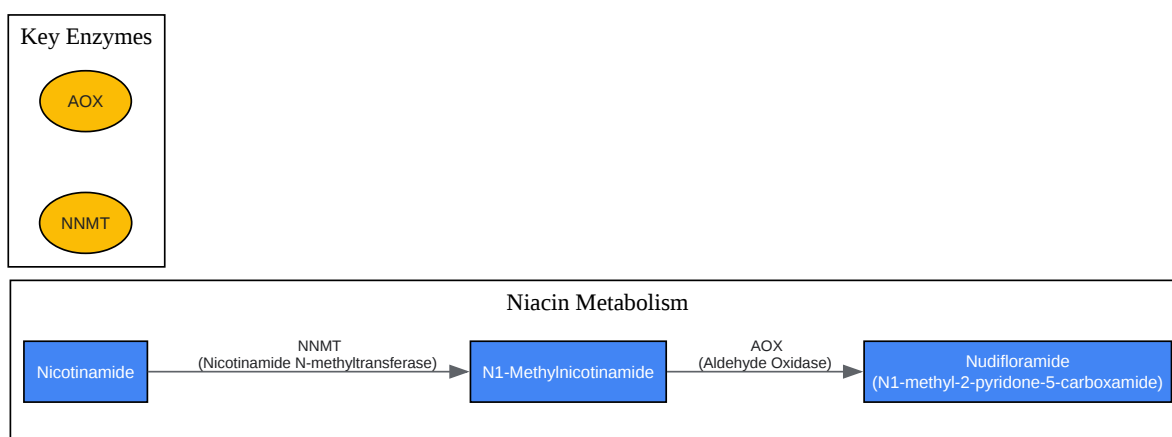 Key Enzymes
AOX
NNMT
Niacin Metabolism
Nicotinamide
NNMT
(Nicotinamide N-methyltransferase)
N1-Methylnicotinamide
AOX
(Aldehyde Oxidase)
Nudifloramide
(N1-methyl-2-pyridone-5-carboxamide)